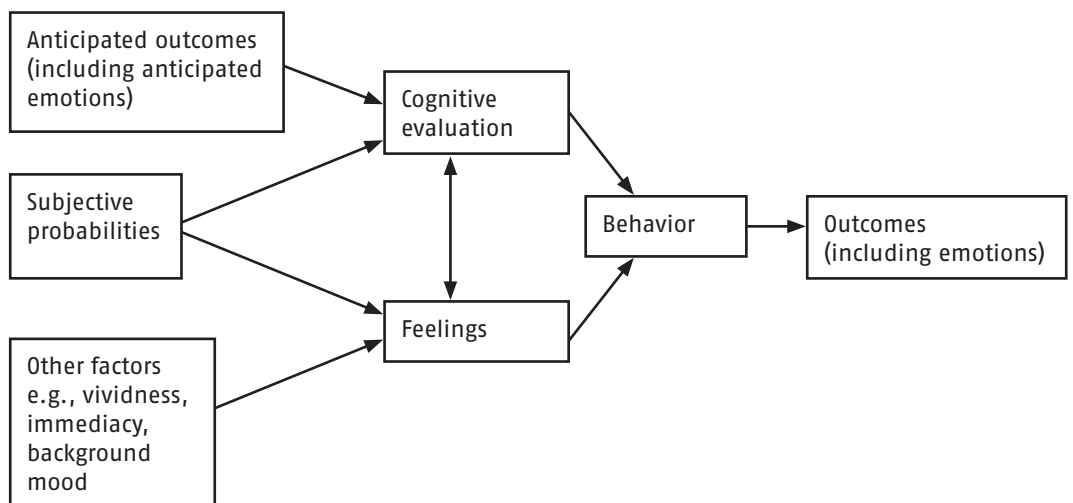 Anticipated outcomes
(including anticipated
emotions)
Cognitive
evaluation
Subjective
probabilities
Behavior
Outcomes
(including emotions)
Feelings
Other factors
e.g., vividness,
immediacy,
background
mood